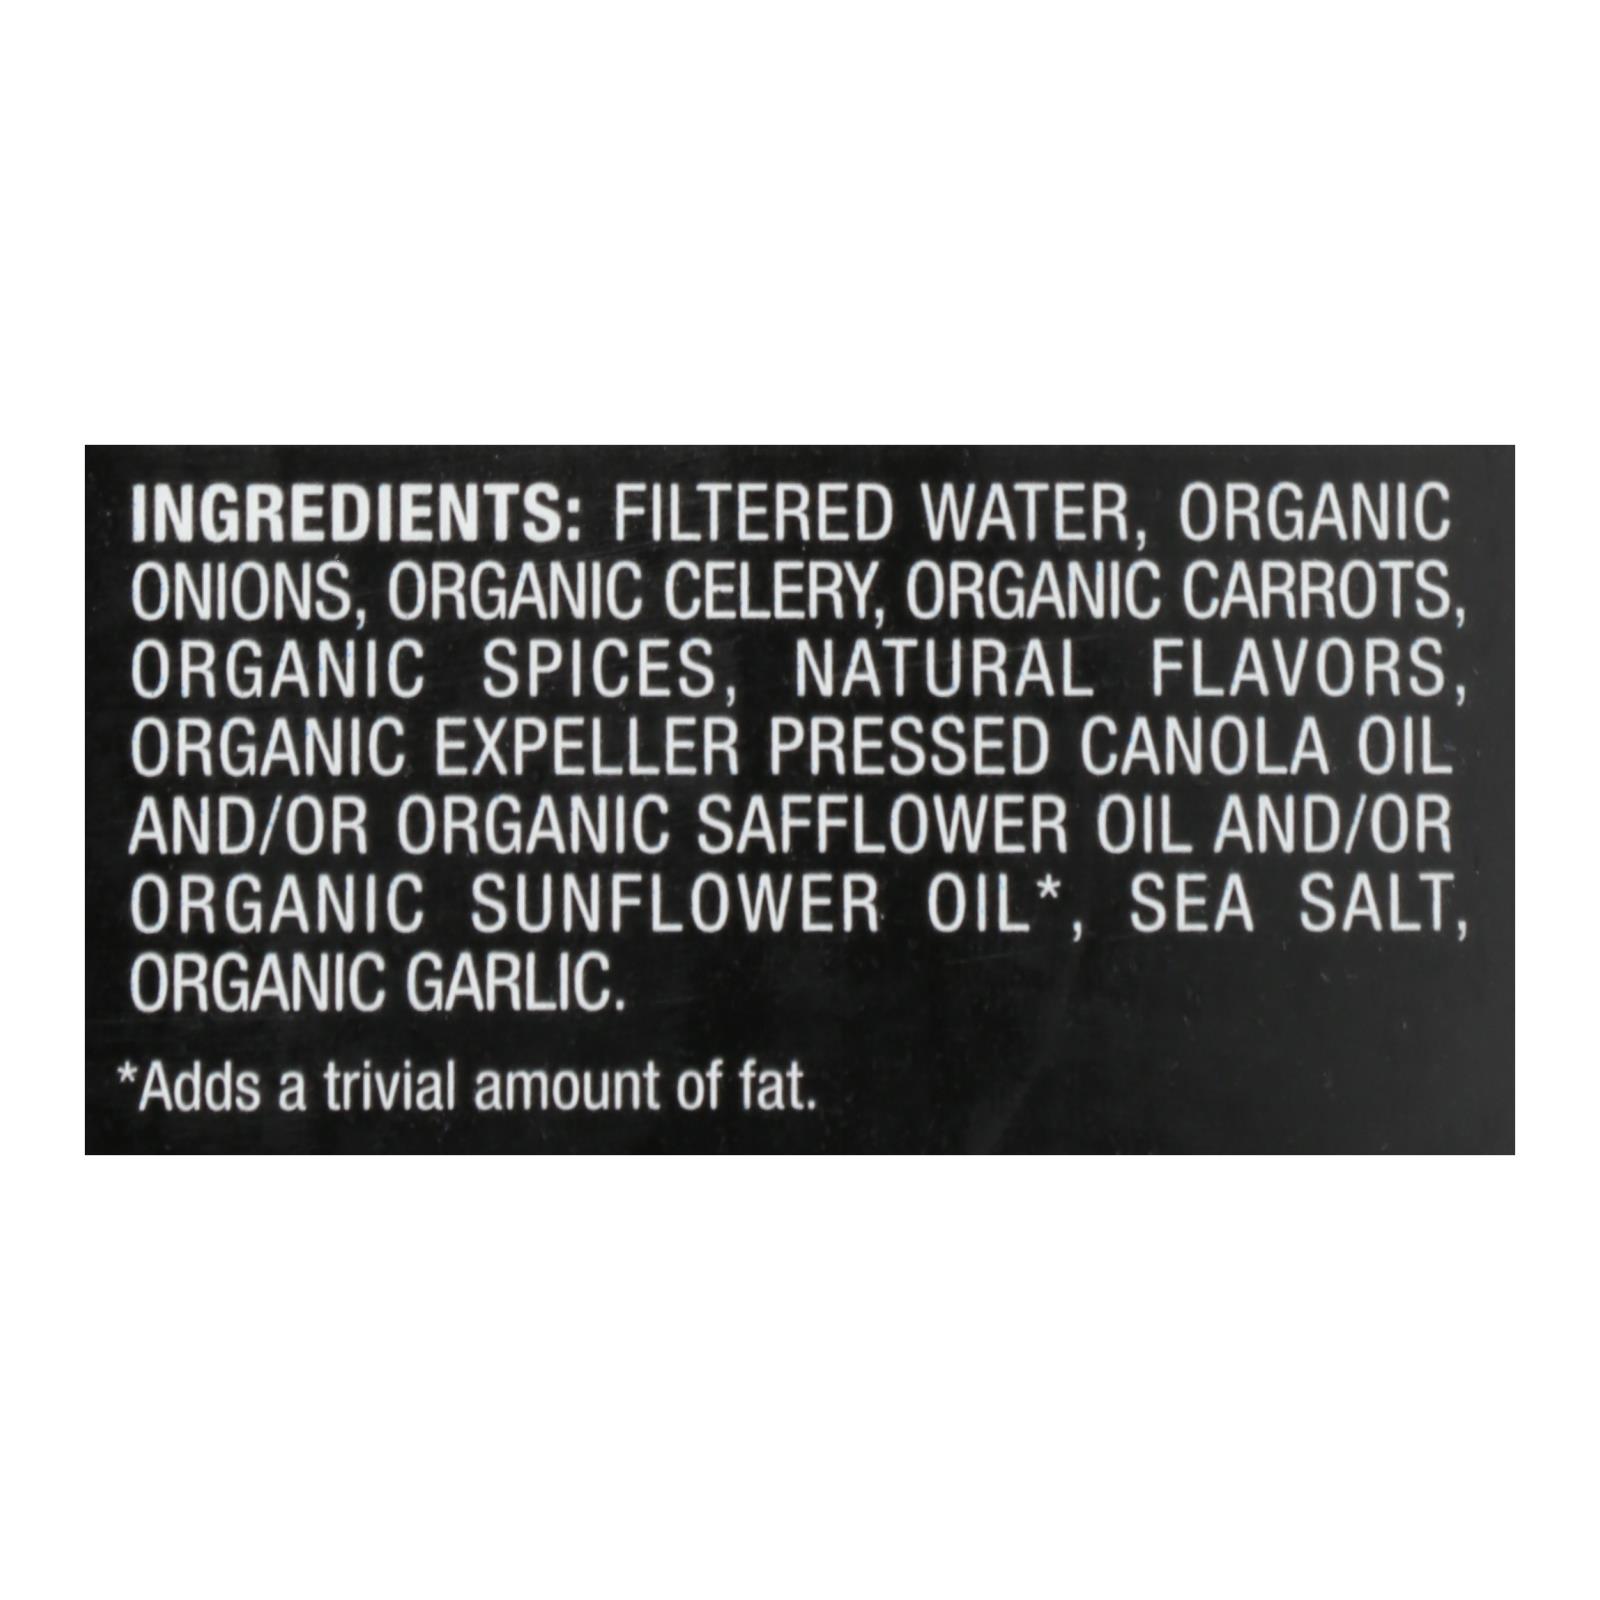 INGREDIENTS: FILTERED WATER, ORGANIC
ONIONS, ORGANIC CELERY, ORGANIC CARROTS,
ORGANIC SPICES, NATURAL FLAVORS,
ORGANIC EXPELLER PRESSED CANOLA OIL
AND/OR ORGANIC SAFFLOWER OIL AND/OR
ORGANIC SUNFLOWER OIL*, SEA SALT,
ORGANIC GARLIC.
*Adds a trivial amount of fat.